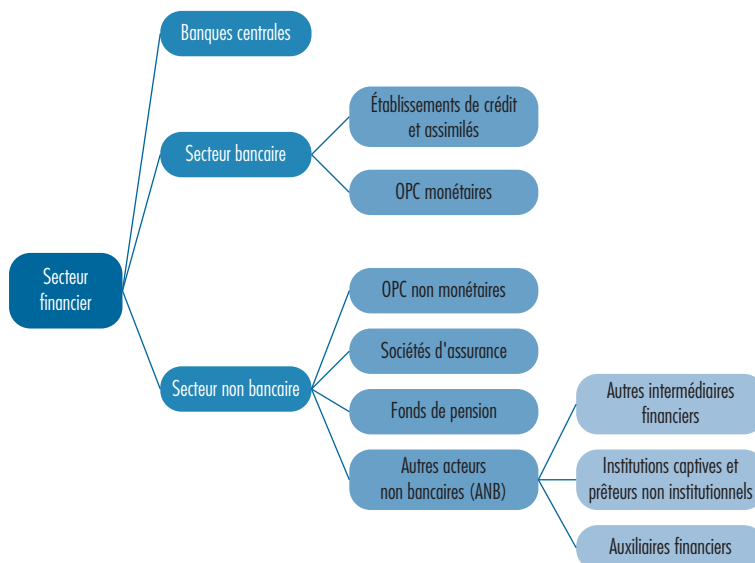 Banques centrales
Établissements de crédit
et assimilés
Secteur bancaire
OPC monétaires
Secteur
financier
OPC non monétaires
Sociétés d'assurance
Secteur non bancaire
Fonds de pension
Autres intermédiaires
financiers
Autres acteurs
non bancaires (ANB)
Institutions captives et
prêteurs non institutionnels
Auxiliaires financiers